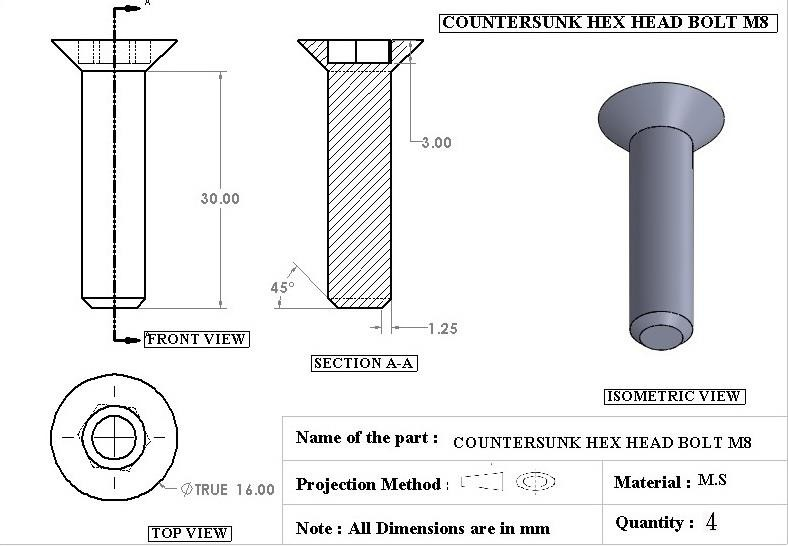 A
COUNTERSUNK HEX HEAD BOLT M8
3.00
30.00
45°
1.25
A
FRONT VIEW
SECTION A-A
ISOMETRIC VIEW
Name of the part : COUNTERSUNK HEX HEAD BOLT M8
Projection Method :
Material : M.S
∅TRUE 16.00
Note : All Dimensions are in mm
Quantity : 4
TOP VIEW